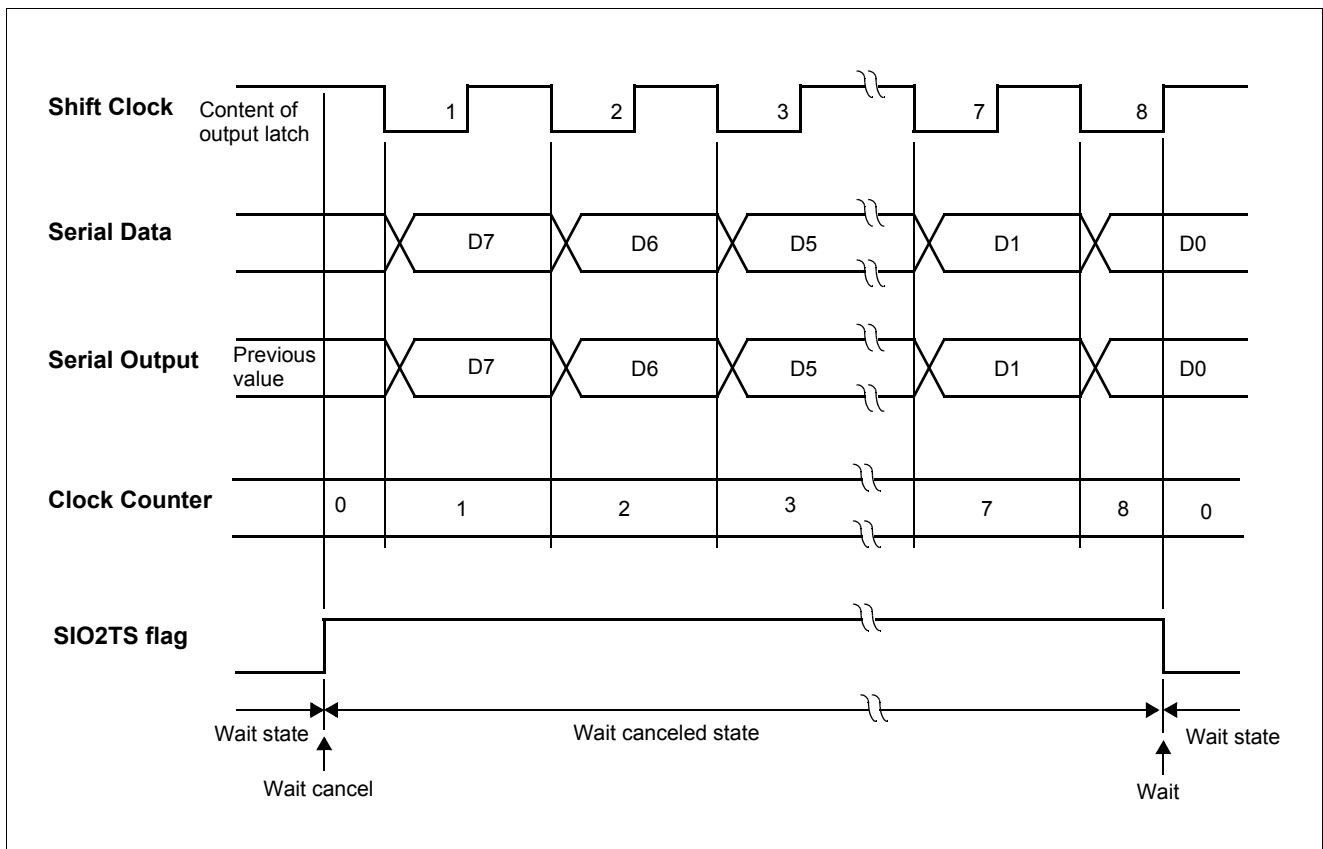 Shift Clock
Content of
output latch
1
2
3
7
8
Serial Data
D7
D6
D5
D1
D0
Serial Output
Previous
value
D7
D6
D5
D1
D0
Clock Counter
0
1
2
3
7
8
0
SIO2TS flag
Wait state
Wait canceled state
Wait state
Wait cancel
Wait